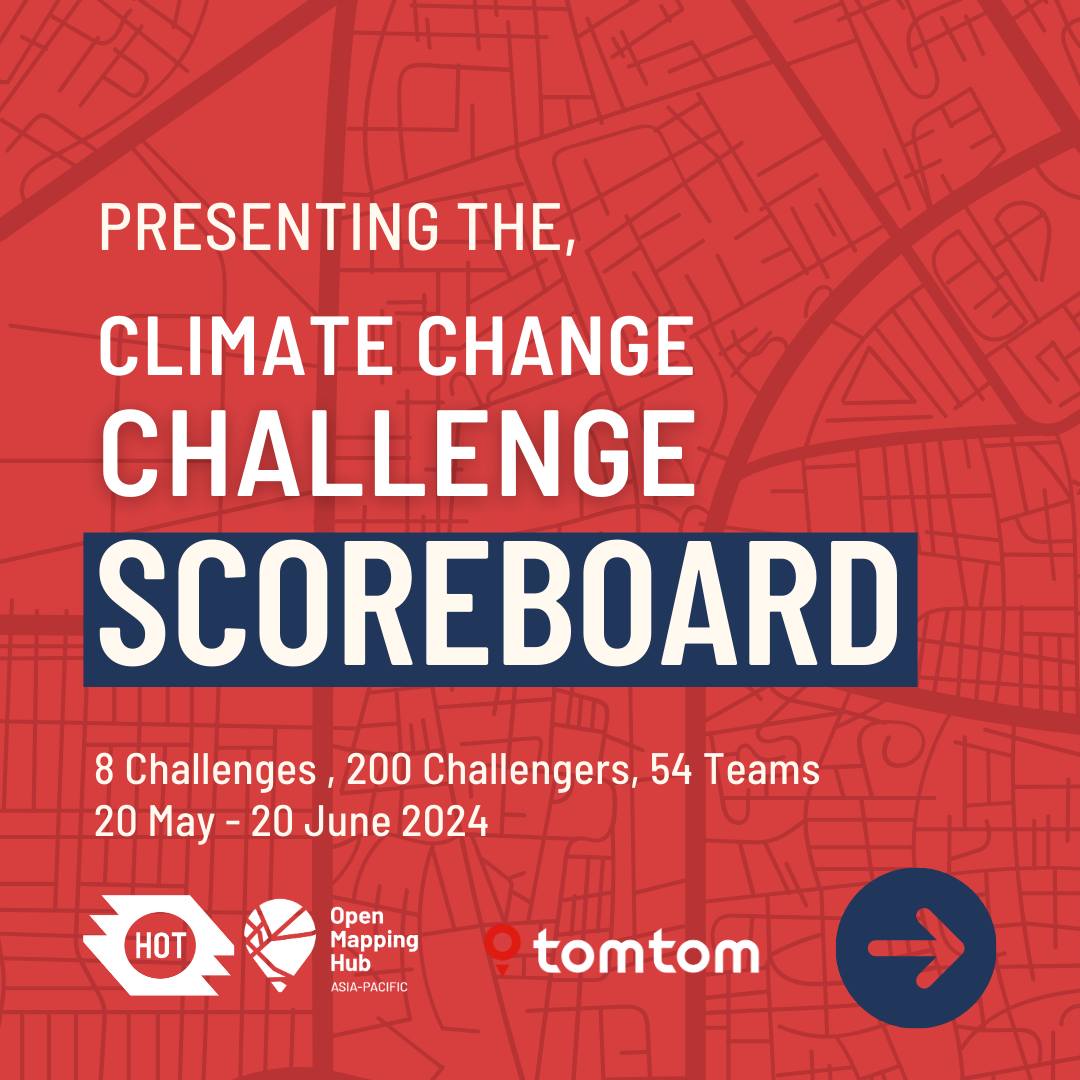 PRESENTING THE,
CLIMATE CHANGE
CHALLENGE
SCOREBOARD
8 Challenges , 200 Challengers, 54 Teams
20 May - 20 June 2024
HOT
Open
Mapping
Hub
ASIA-PACIFIC
tomtom